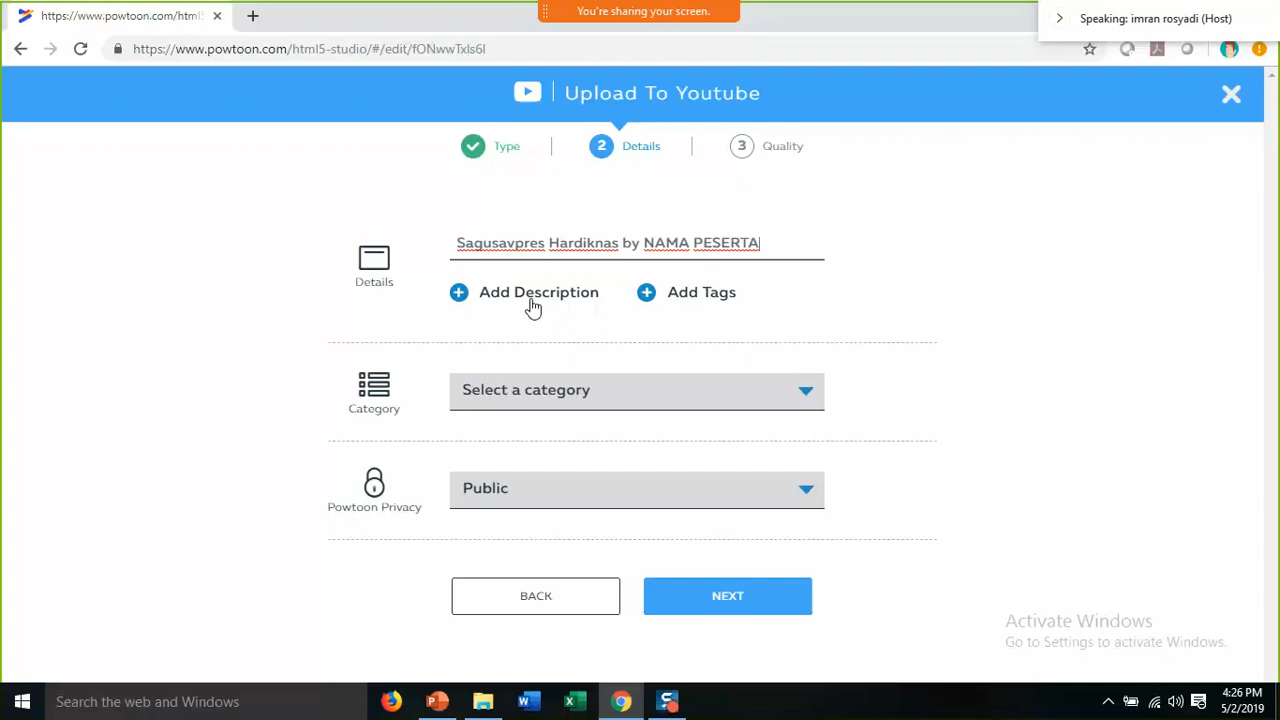 https://www.powtoon.com/html5
You're sharing your screen.
Speaking: imran rosyadi (Host)
https://www.powtoon.com/html5-studio/#/edit/fONwwTxls6l
Upload To Youtube
Type
2 Details
3 Quality
Sagusavpres Hardiknas by NAMA PESERTA
Details
Add Description
Add Tags
Select a category
Category
Public
Powtoon Privacy
BACK
NEXT
Activate Windows
Go to Settings to activate Windows.
Search the web and Windows
4:26 PM
5/2/2019